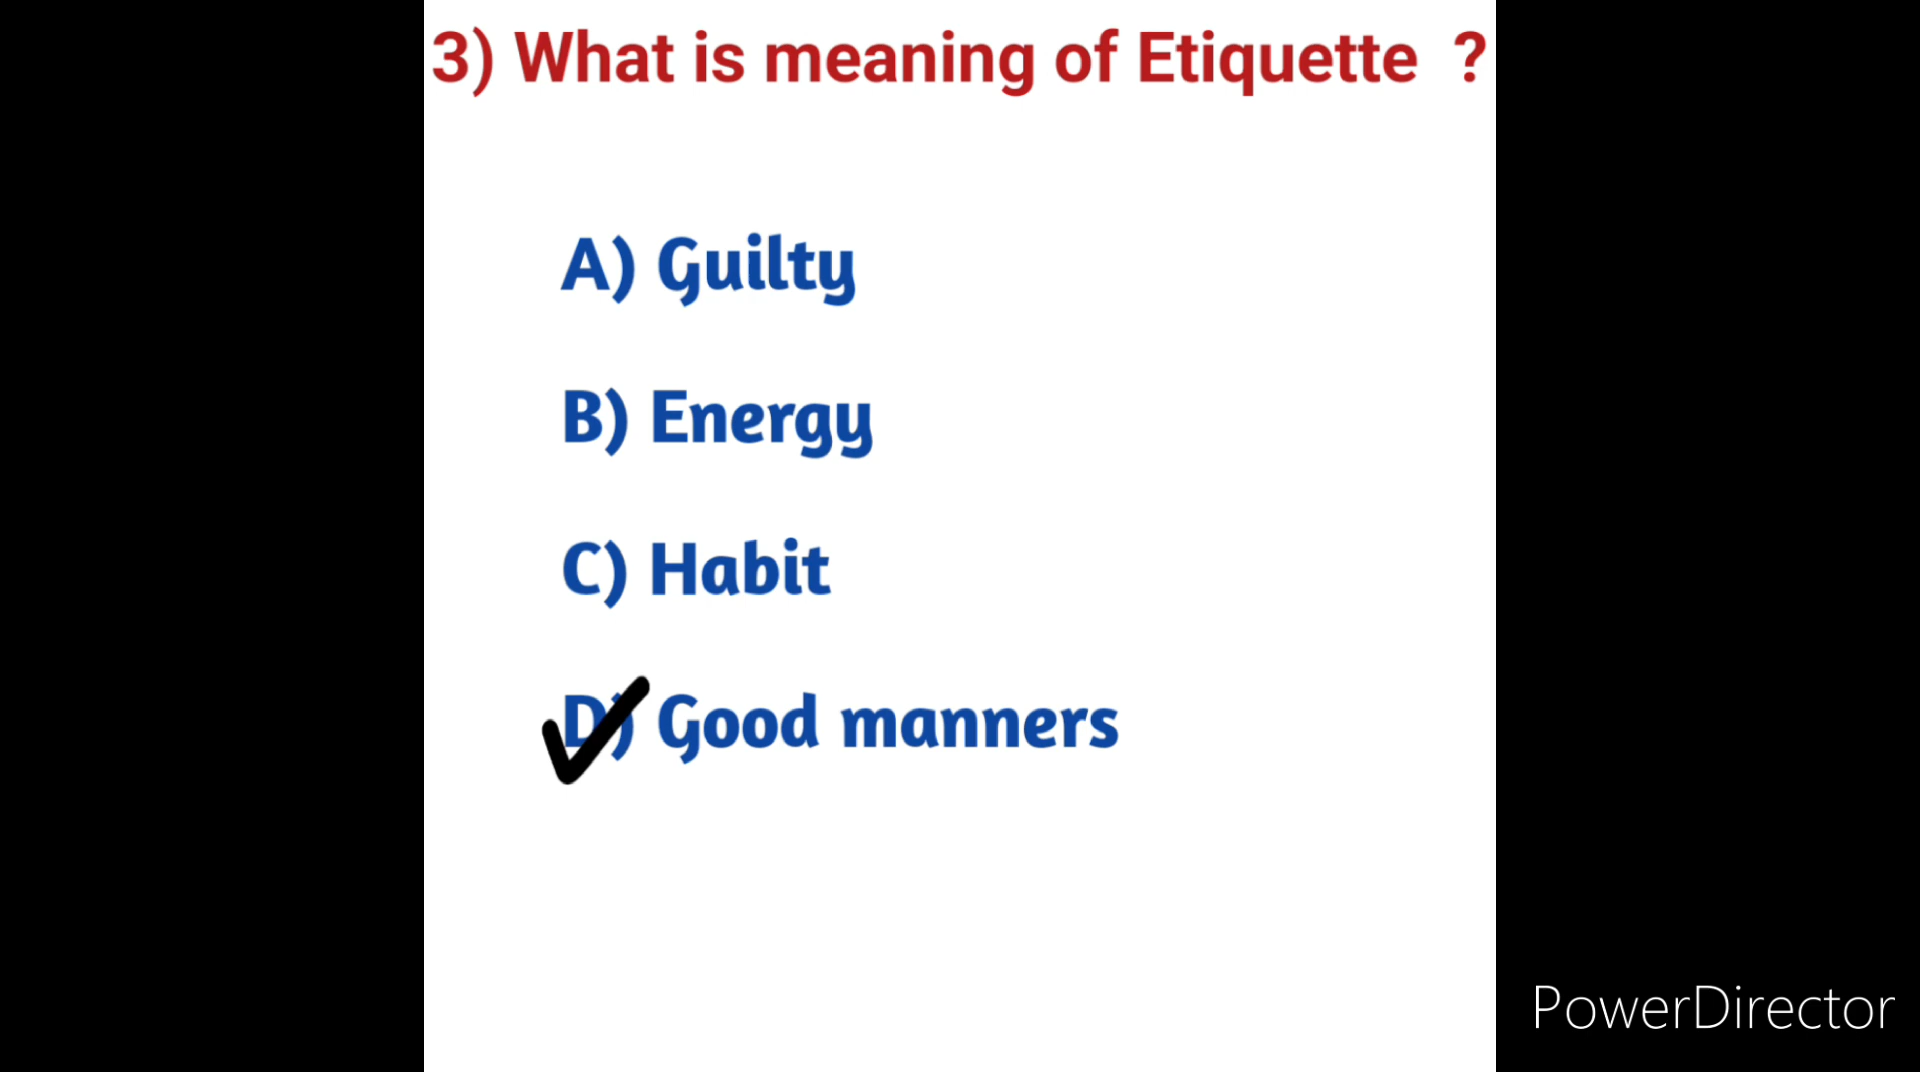 3) What is meaning of Etiquette ?
A) Guilty
B) Energy
C) Habit
D) Good manners
PowerDirector